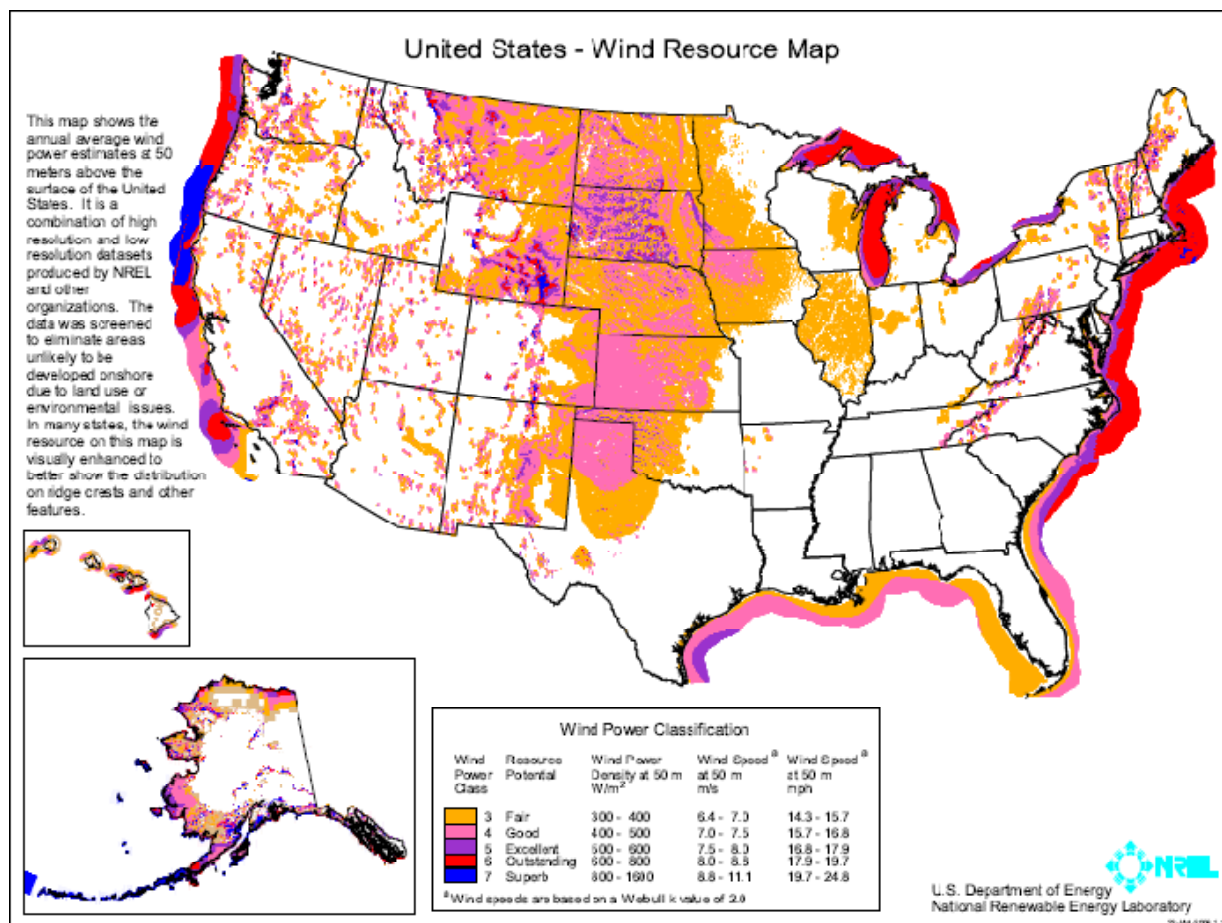 United States - Wind Resource Map
This map shows the
annual average wind
power estimates at 50
meters above the
surface of the United
States. It is a
combination of high
resolution and low
resolution datasets
produced by NREL
and other
organizations. The
data was screened
to eliminate areas
unlikely to be
developed onshore
due to land use or
environmental issues.
In many states, the wind
resource on this map is
visually enhanced to
better show the distribution
on ridge crests and other
features.
Wind Power Classification
Wind Resource Wind Power Wind Speed a Wind Speed a
Power Potential Density at 50 m at 50 m at 50 m
Class W/m² m/s mph
3 Fair 300 - 400 6.4 - 7.0 14.3 - 15.7
4 Good 400 - 500 7.0 - 7.5 15.7 - 16.8
5 Excellent 500 - 600 7.5 - 8.0 16.8 - 17.9
6 Outstanding 600 - 800 8.0 - 8.8 17.9 - 19.7
7 Superb 800 - 1600 8.8 - 11.1 19.7 - 24.8
a Wind speeds are based on a Weibull k value of 2.0
NREL
U.S. Department of Energy
National Renewable Energy Laboratory